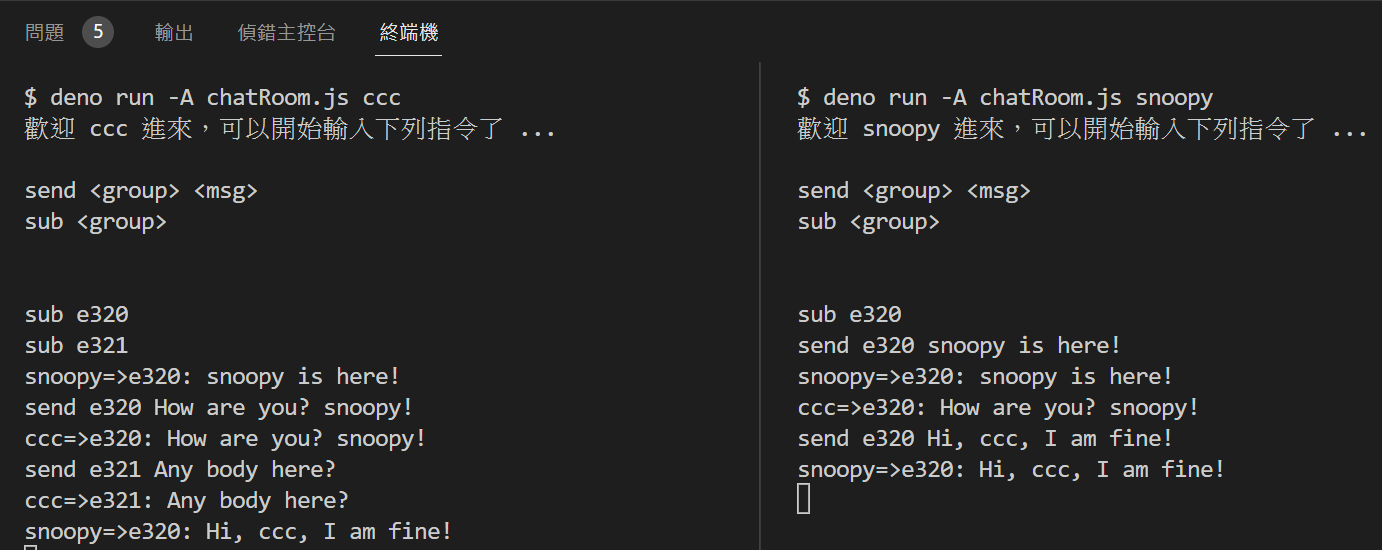 問題 5 輸出 偵錯主控台 終端機
$ deno run -A chatRoom.js ccc
歡迎 ccc 進來，可以開始輸入下列指令了 ...
send <group> <msg>
sub <group>
sub e320
sub e321
snoopy=>e320: snoopy is here!
send e320 How are you? snoopy!
ccc=>e320: How are you? snoopy!
send e321 Any body here?
ccc=>e321: Any body here?
snoopy=>e320: Hi, ccc, I am fine!
$ deno run -A chatRoom.js snoopy
歡迎 snoopy 進來，可以開始輸入下列指令了 ...
send <group> <msg>
sub <group>
sub e320
send e320 snoopy is here!
snoopy=>e320: snoopy is here!
ccc=>e320: How are you? snoopy!
send e320 Hi, ccc, I am fine!
snoopy=>e320: Hi, ccc, I am fine!